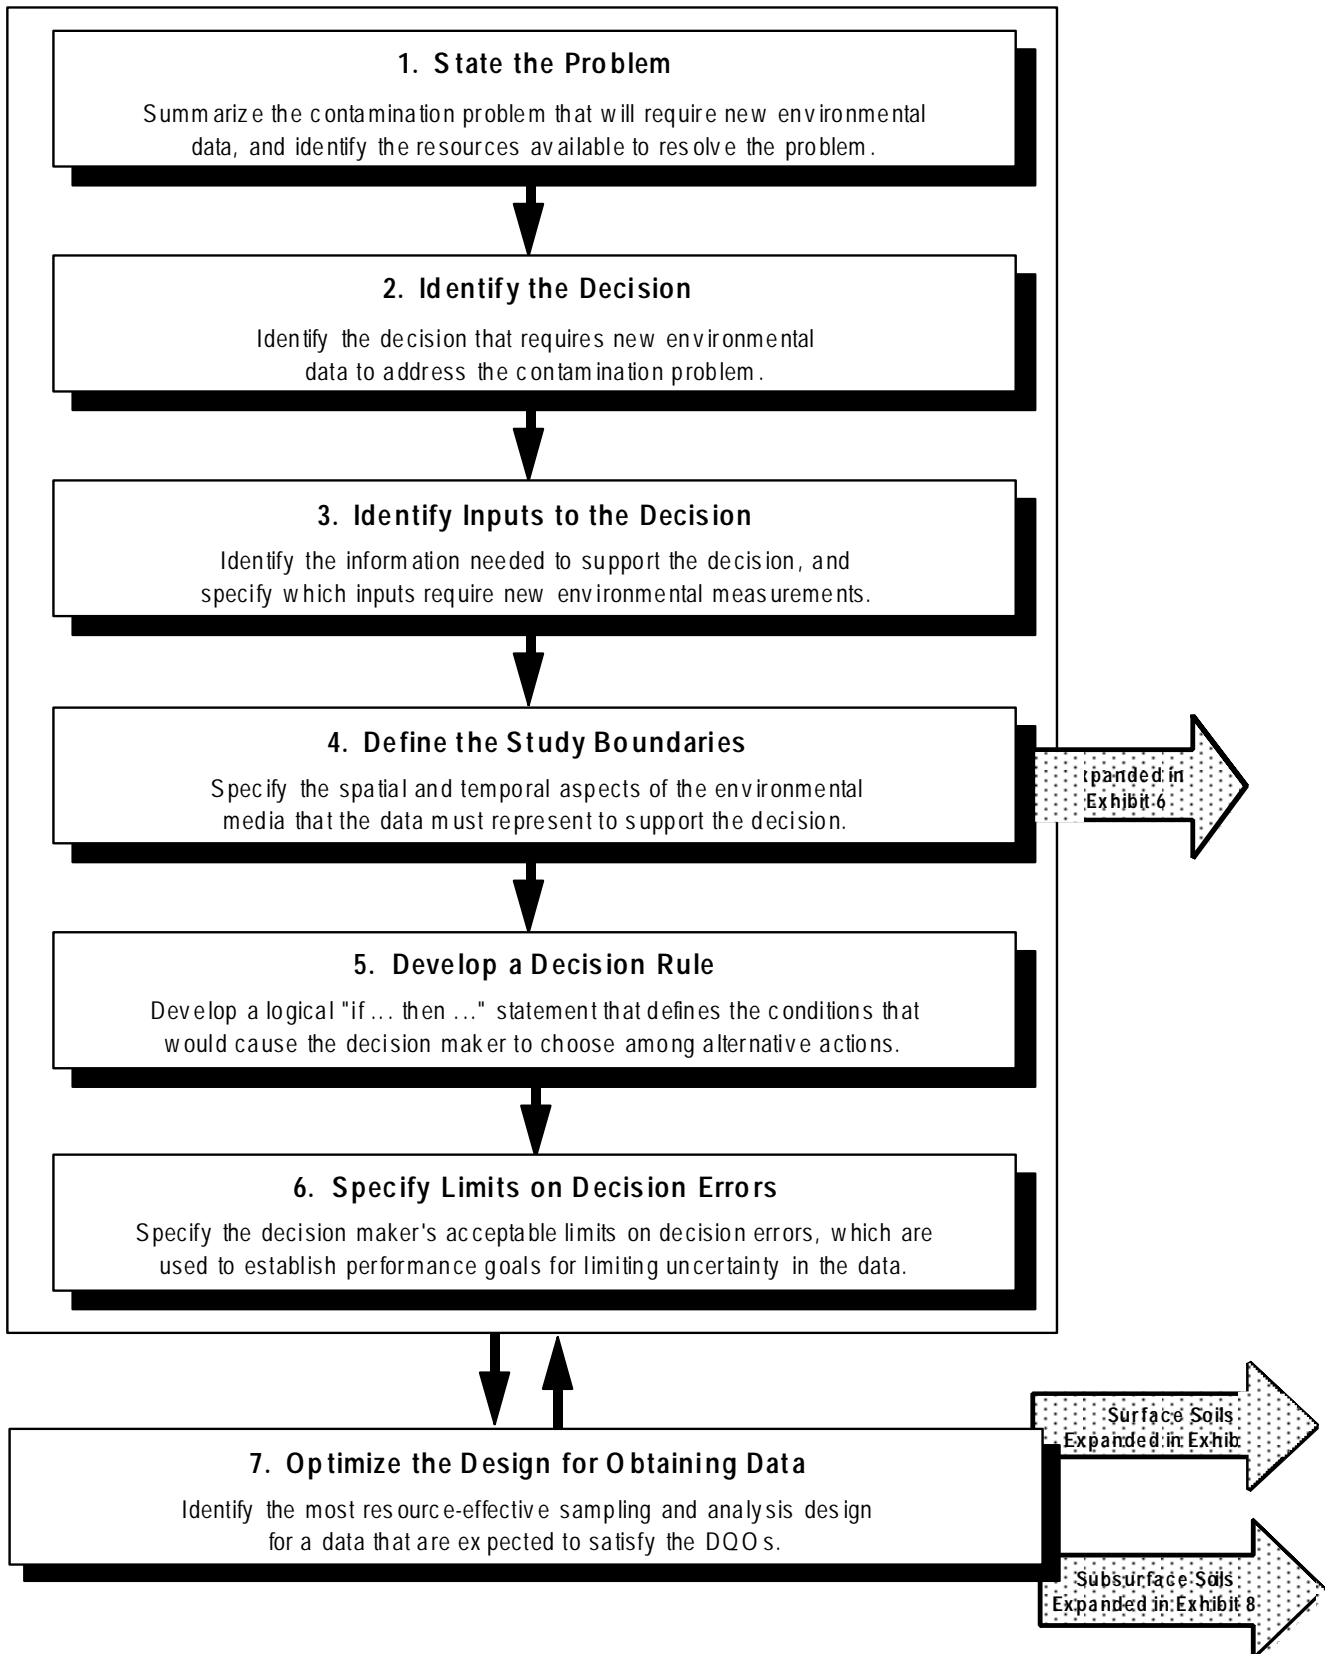 1. State the Problem
Summarize the contamination problem that will require new environmental
data, and identify the resources available to resolve the problem.
2. Identify the Decision
Identify the decision that requires new environmental
data to address the contamination problem.
3. Identify Inputs to the Decision
Identify the information needed to support the decision, and
specify which inputs require new environmental measurements.
4. Define the Study Boundaries
Specify the spatial and temporal aspects of the environmental
media that the data must represent to support the decision.
xpanded in
Exhibit 6
5. Develop a Decision Rule
Develop a logical "if ... then ..." statement that defines the conditions that
would cause the decision maker to choose among alternative actions.
6. Specify Limits on Decision Errors
Specify the decision maker's acceptable limits on decision errors, which are
used to establish performance goals for limiting uncertainty in the data.
7. Optimize the Design for Obtaining Data
Identify the most resource-effective sampling and analysis design
for a data that are expected to satisfy the DQOs.
Surface Soils
Expanded in Exhib
Subsurface Soils
Expanded in Exhibit 8